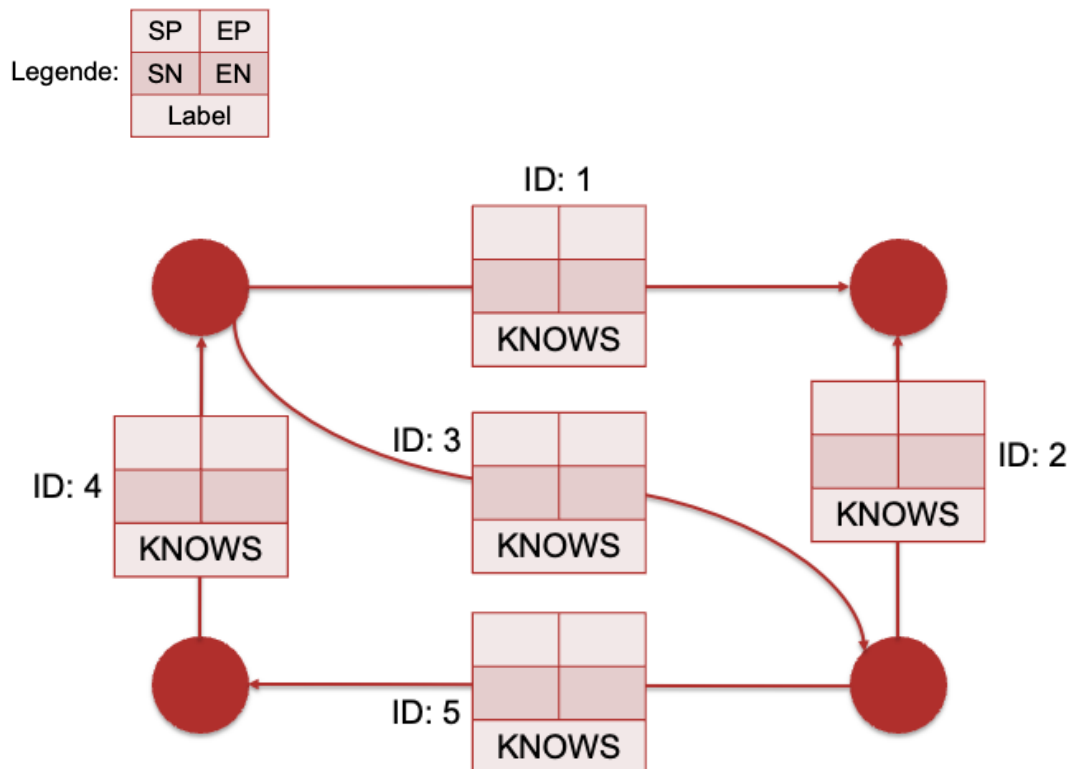 SP EP
Legende: SN EN
Label
ID: 1
KNOWS
ID: 3
ID: 2
ID: 4
KNOWS
KNOWS
KNOWS
ID: 5
KNOWS